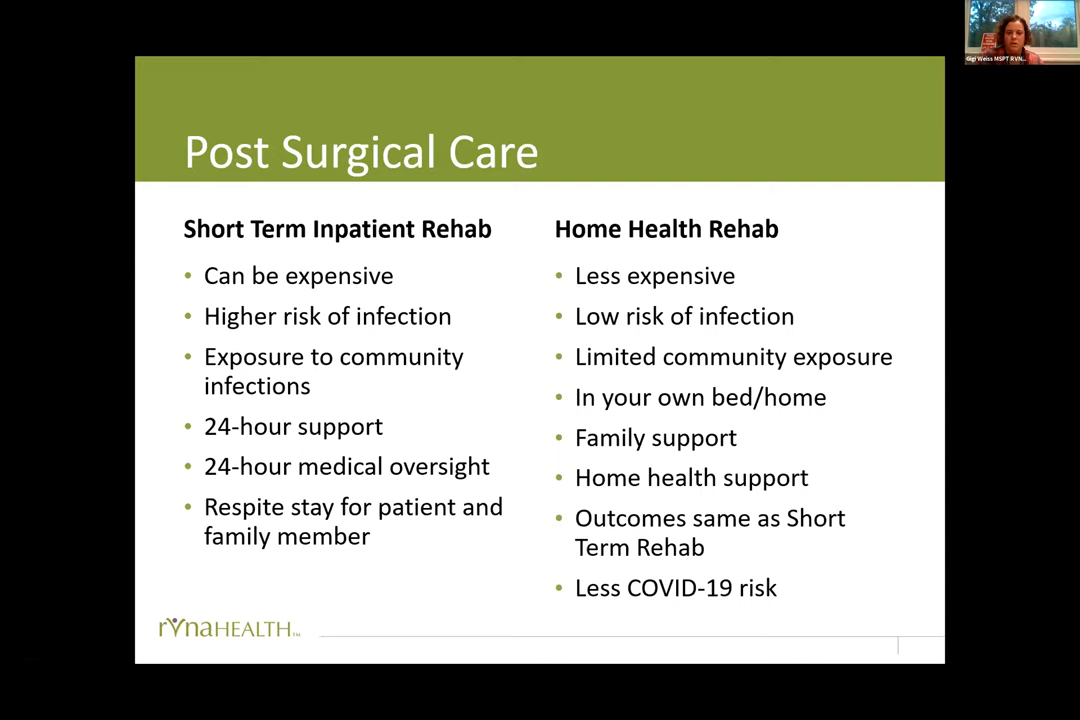 Gigi Weiss MSPT RVN...
Post Surgical Care
Short Term Inpatient Rehab
• Can be expensive
• Higher risk of infection
• Exposure to community
infections
• 24-hour support
• 24-hour medical oversight
• Respite stay for patient and
family member
Home Health Rehab
• Less expensive
• Low risk of infection
• Limited community exposure
• In your own bed/home
• Family support
• Home health support
• Outcomes same as Short
Term Rehab
• Less COVID-19 risk
rvnaHEALTH™